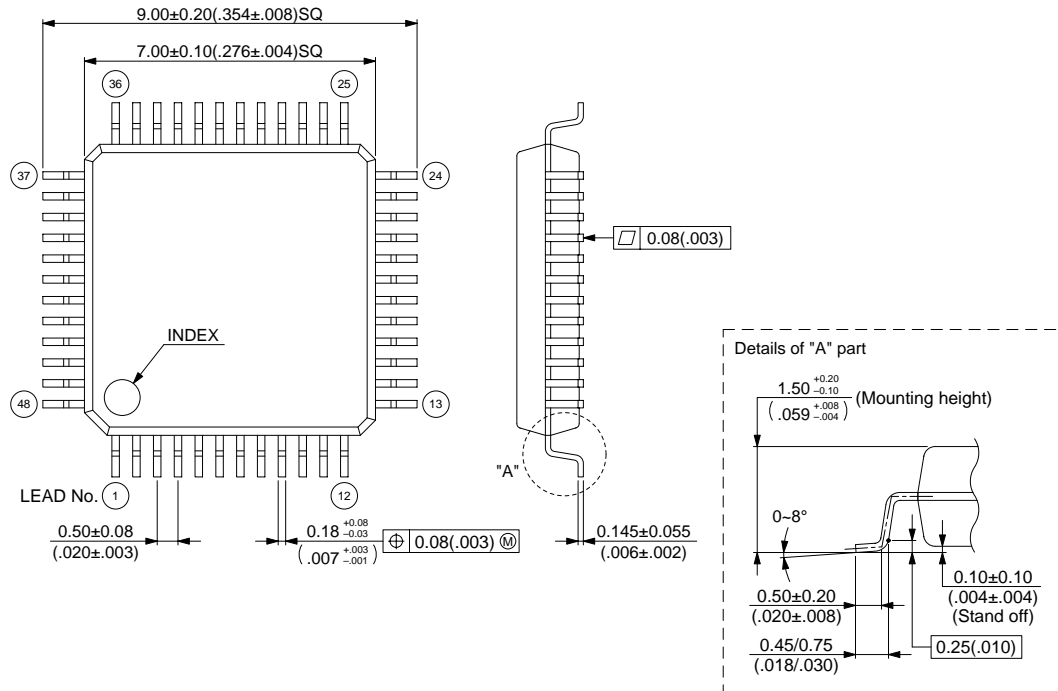 9.00±0.20(.354±.008)SQ
7.00±0.10(.276±.004)SQ
36
25
37
24
0.08(.003)
INDEX
48
13
"A"
LEAD No.
1
12
0.50±0.08
(.020±.003)
0.18 +0.08 –0.03
(.007 +.003 –.001)
⌖ 0.08(.003) Ⓜ
0.145±0.055
(.006±.002)
Details of "A" part
1.50 +0.20 –0.10
(.059 +.008 –.004)
(Mounting height)
0~8°
0.50±0.20
(.020±.008)
0.45/0.75
(.018/.030)
0.10±0.10
(.004±.004)
(Stand off)
0.25(.010)